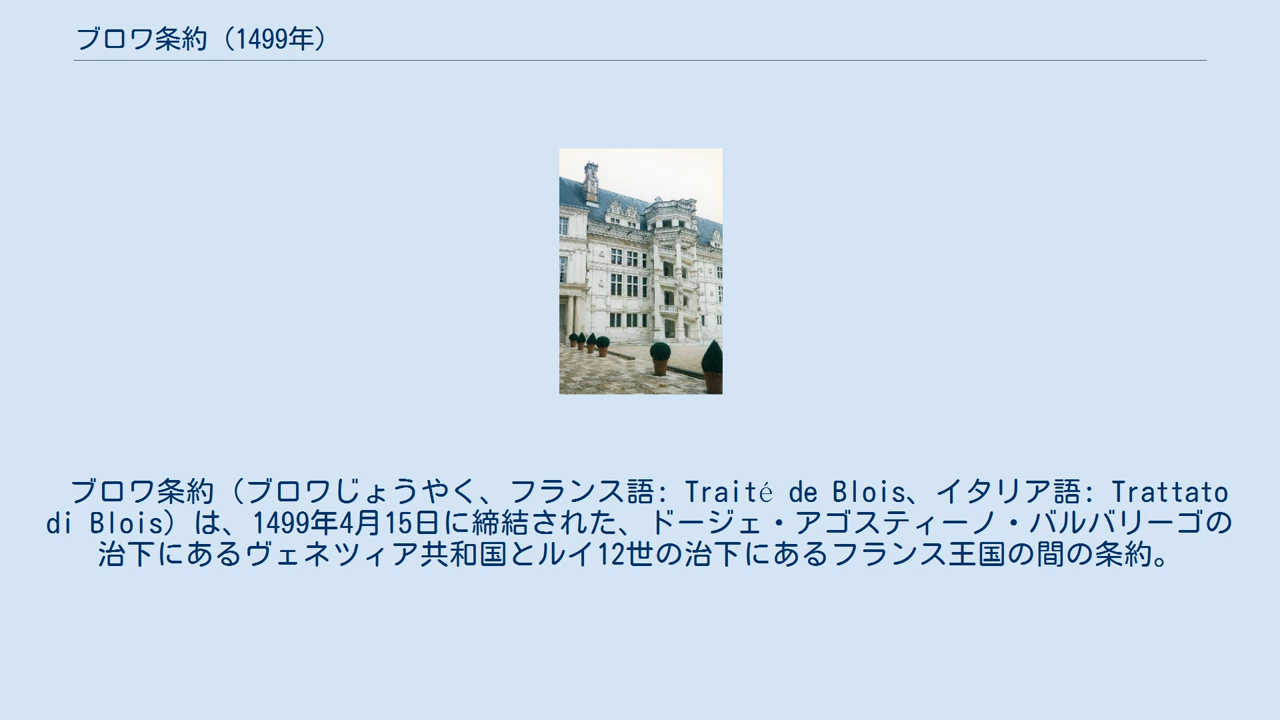 ブロワ条約（1499年）
ブロワ条約（ブロワじょうやく、フランス語: Traité de Blois、イタリア語: Trattato
di Blois）は、1499年4月15日に締結された、ドージェ・アゴスティーノ・バルバリーゴの
治下にあるヴェネツィア共和国とルイ12世の治下にあるフランス王国の間の条約。